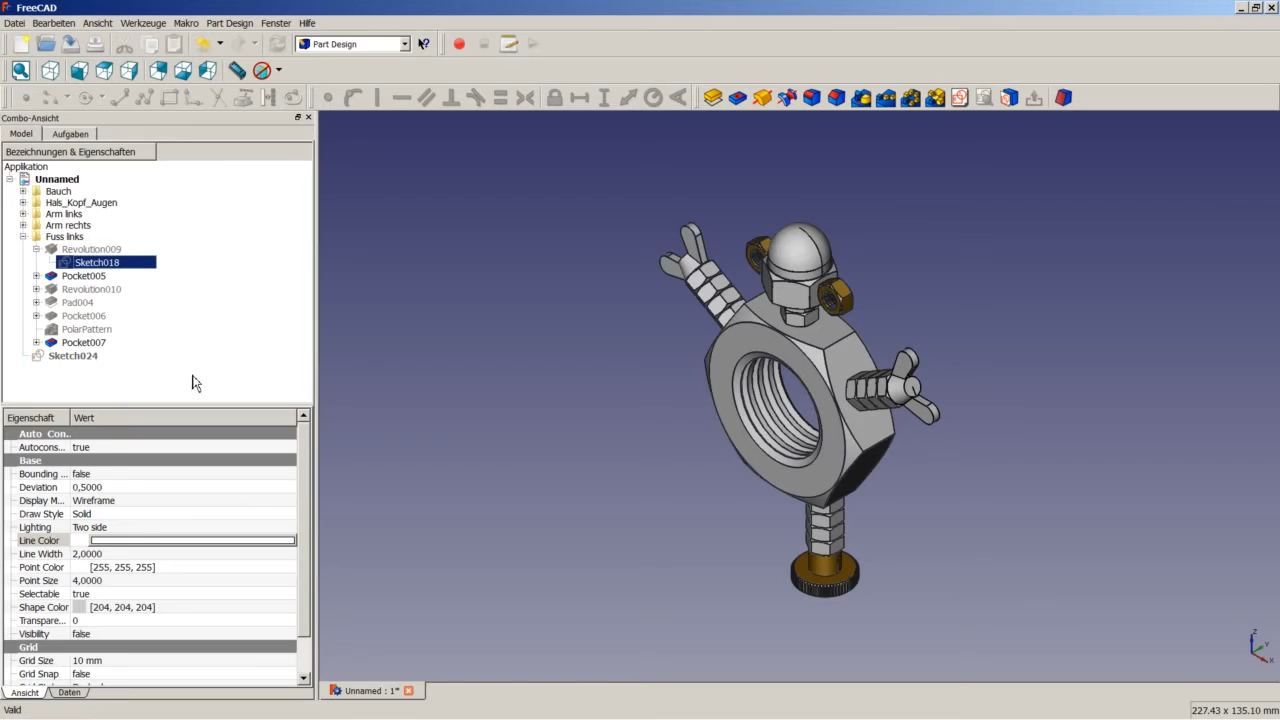 FreeCAD
Datei Bearbeiten Ansicht Werkzeuge Makro Part Design Fenster Hilfe
Part Design
Combo-Ansicht
Model Aufgaben
Bezeichnungen & Eigenschaften
Applikation
Unnamed
Bauch
Hals_Kopf_Augen
Arm links
Arm rechts
Fuss links
Revolution009
Sketch018
Pocket005
Revolution010
Pad004
Pocket006
PolarPattern
Pocket007
Sketch024
Eigenschaft Wert
Auto Con..
Autocons... true
Base
Bounding ... false
Deviation 0,5000
Display M... Wireframe
Draw Style Solid
Lighting Two side
Line Color
Line Width 2,0000
Point Color [255, 255, 255]
Point Size 4,0000
Selectable true
Shape Color [204, 204, 204]
Transpare... 0
Visibility false
Grid
Grid Size 10 mm
Grid Snap false
Ansicht Daten
Unnamed : 1*
Z
Y
X
Valid
227.43 x 135.10 mm